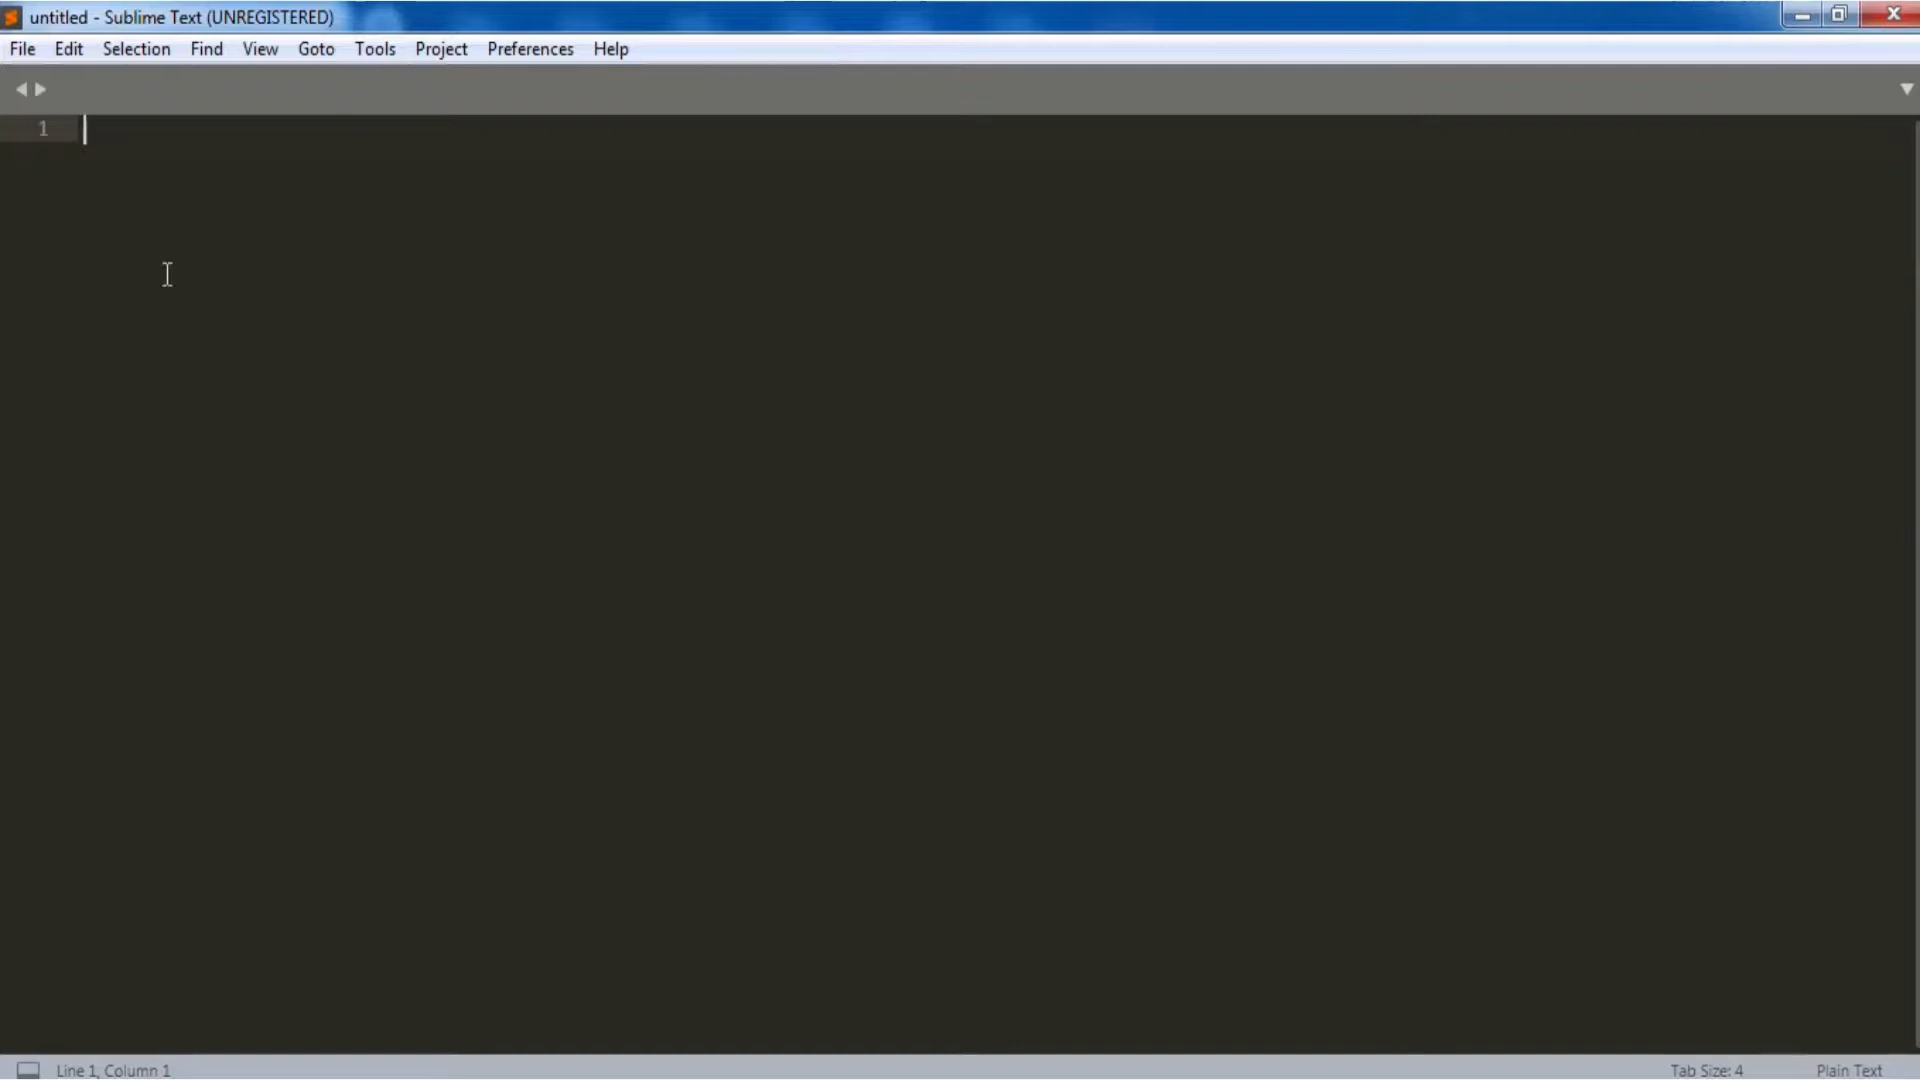 untitled - Sublime Text (UNREGISTERED)
File Edit Selection Find View Goto Tools Project Preferences Help
1
Line 1, Column 1 Tab Size: 4 Plain Text